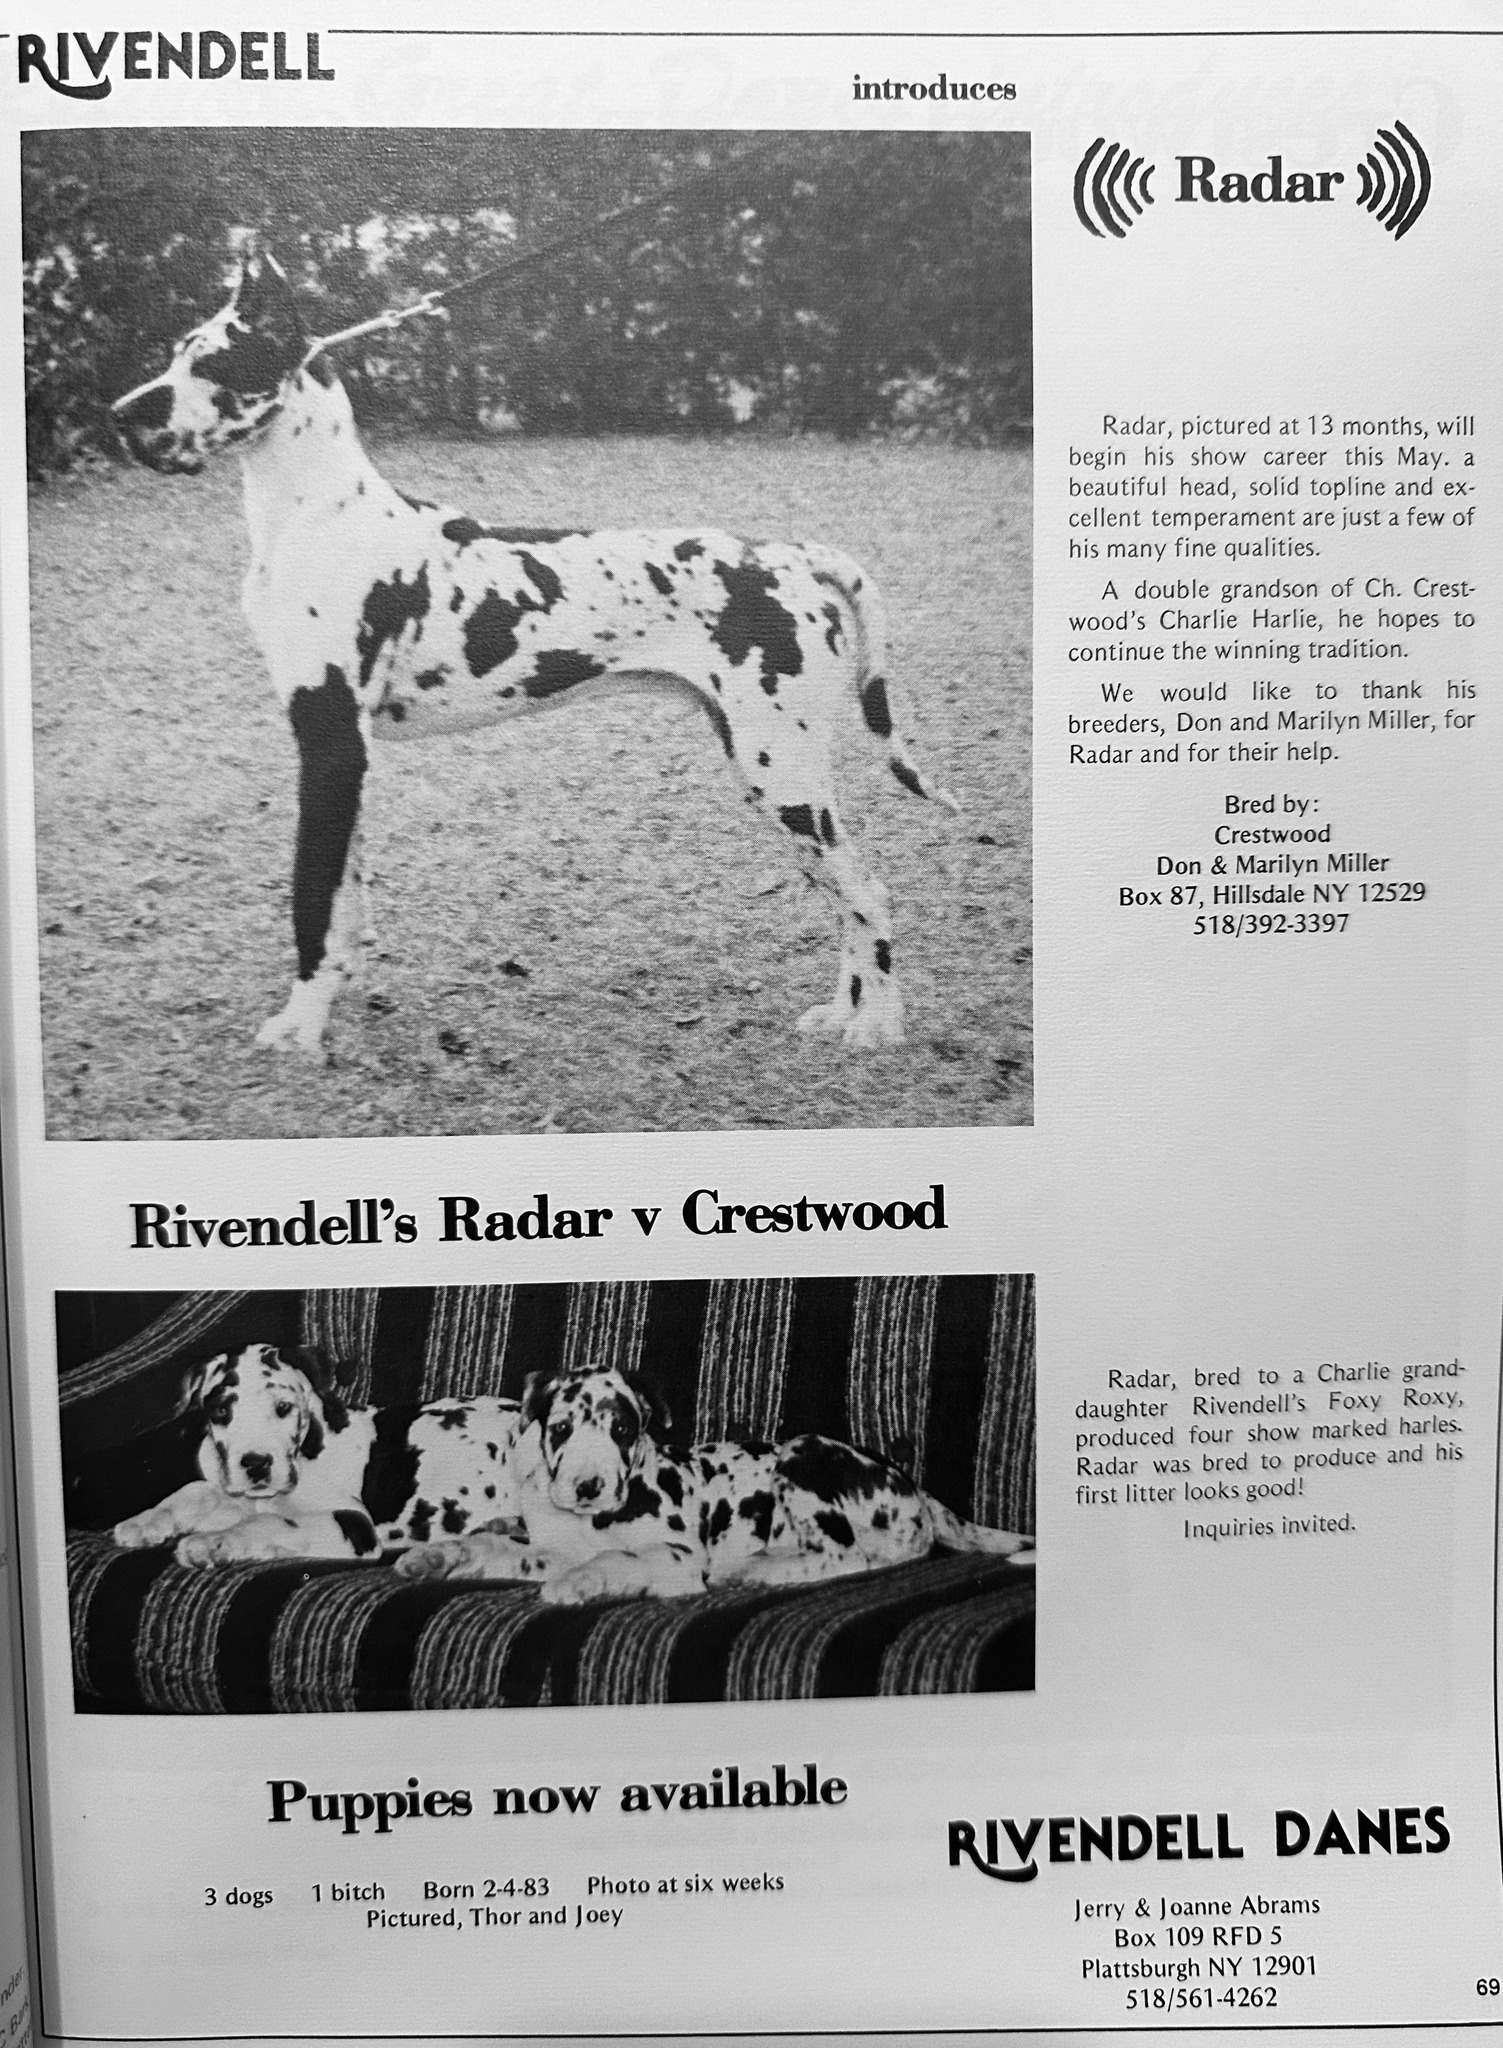 RIVENDELL
introduces
Radar
Radar, pictured at 13 months, will
begin his show career this May. a
beautiful head, solid topline and ex-
cellent temperament are just a few of
his many fine qualities.
A double grandson of Ch. Crest-
wood's Charlie Harlie, he hopes to
continue the winning tradition.
We would like to thank his
breeders, Don and Marilyn Miller, for
Radar and for their help.
Bred by:
Crestwood
Don & Marilyn Miller
Box 87, Hillsdale NY 12529
518/392-3397
Rivendell's Radar v Crestwood
Radar, bred to a Charlie grand-
daughter Rivendell's Foxy Roxy,
produced four show marked harles.
Radar was bred to produce and his
first litter looks good!
Inquiries invited.
Puppies now available
3 dogs 1 bitch Born 2-4-83 Photo at six weeks
Pictured, Thor and Joey
RIVENDELL DANES
Jerry & Joanne Abrams
Box 109 RFD 5
Plattsburgh NY 12901
518/561-4262
69